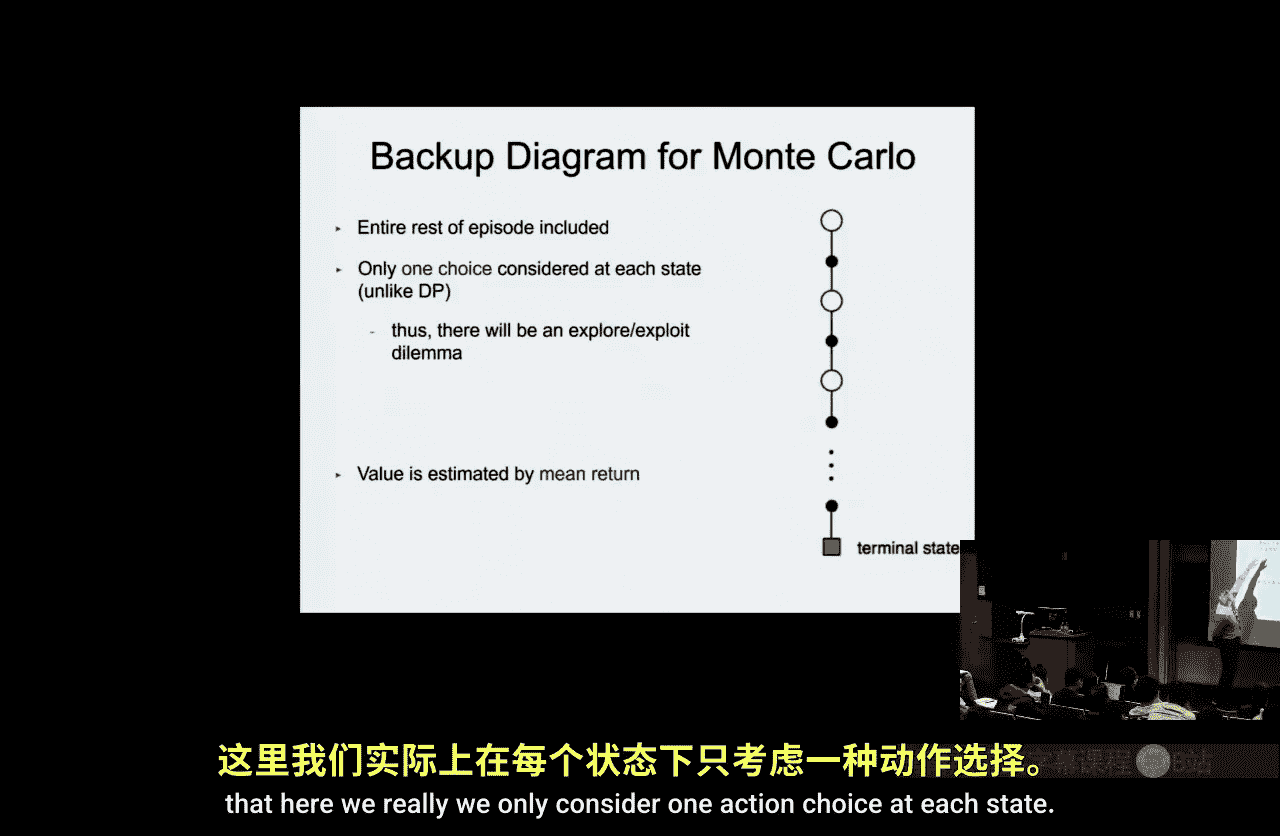 Backup Diagram for Monte Carlo
Entire rest of episode included
Only one choice considered at each state
(unlike DP)
- thus, there will be an explore/exploit
dilemma
Value is estimated by mean return
terminal state
这里我们实际上在每个状态下只考虑一种动作选择。
that here we really we only consider one action choice at each state.